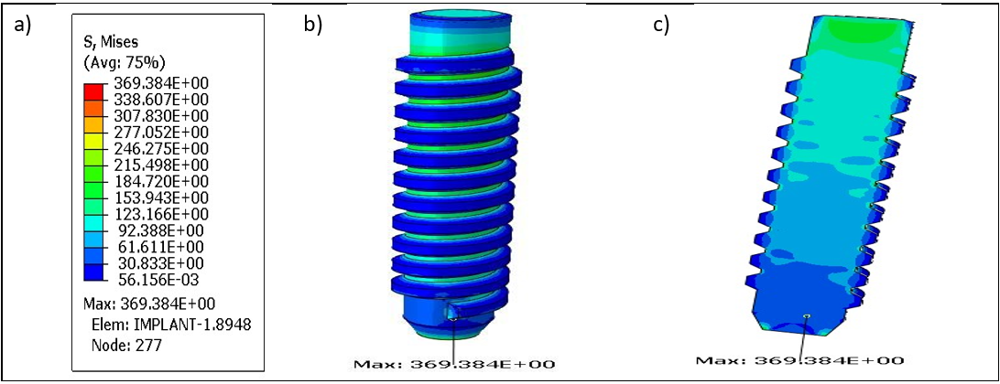 a)
S, Mises
(Avg: 75%)
369.384E+00
338.607E+00
307.830E+00
277.052E+00
246.275E+00
215.498E+00
184.720E+00
153.943E+00
123.166E+00
92.388E+00
61.611E+00
30.833E+00
56.156E-03
Max: 369.384E+00
Elem: IMPLANT-1.8948
Node: 277
b)
Max: 369.384E+00
c)
Max: 369.384E+00